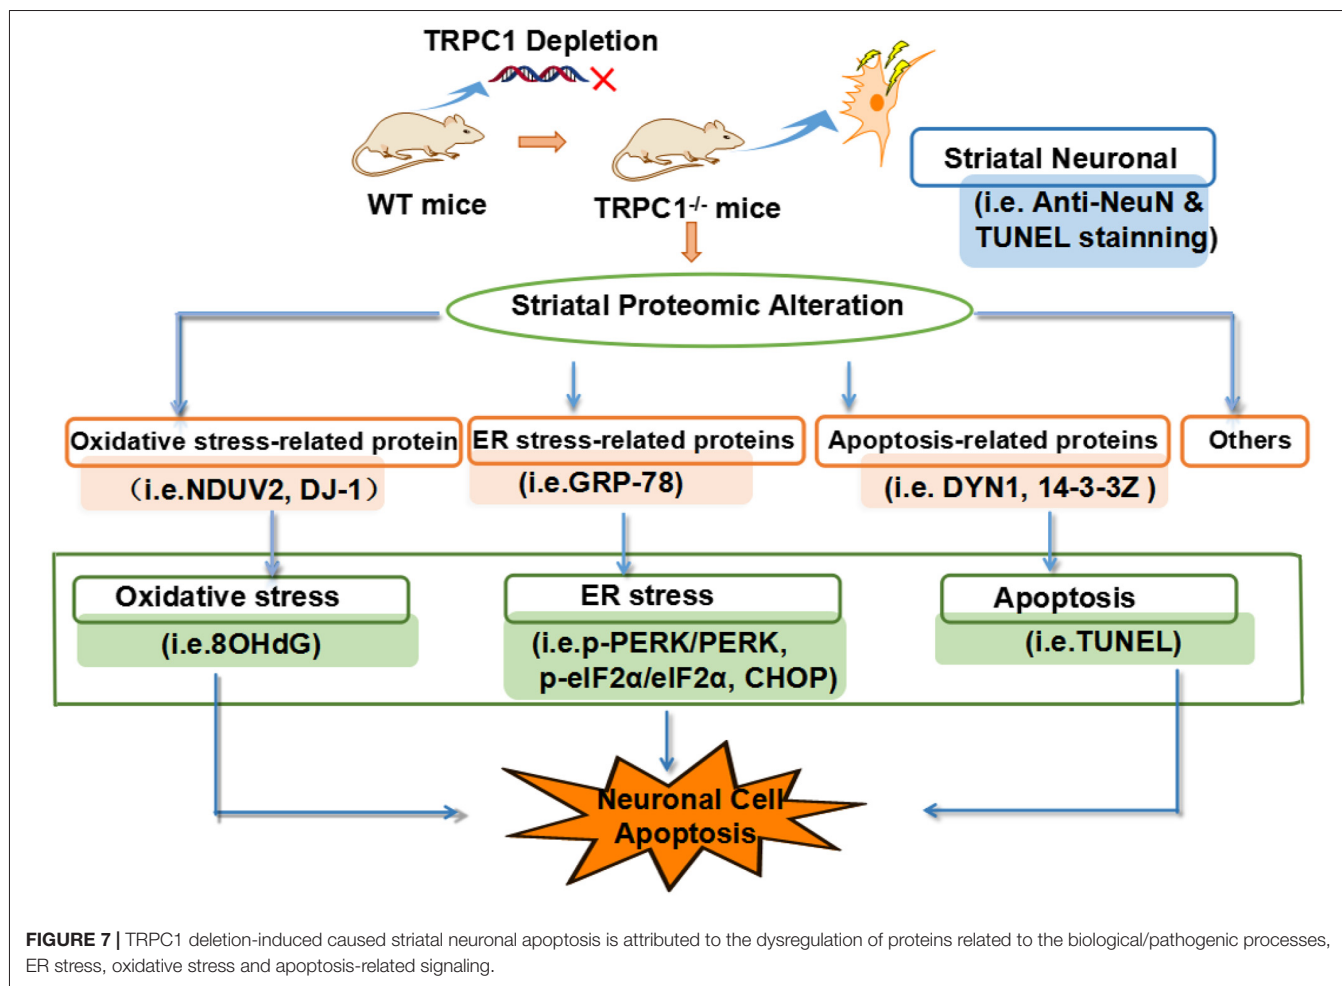 TRPC1 Depletion
WT mice
TRPC1-/- mice
Striatal Neuronal
(i.e. Anti-NeuN &
TUNEL stainning)
Striatal Proteomic Alteration
Oxidative stress-related protein
(i.e.NDUV2, DJ-1)
ER stress-related proteins
(i.e.GRP-78)
Apoptosis-related proteins
(i.e. DYN1, 14-3-3Z )
Others
Oxidative stress
(i.e.8OHdG)
ER stress
(i.e.p-PERK/PERK,
p-eIF2α/eIF2α, CHOP)
Apoptosis
(i.e.TUNEL)
Neuronal Cell
Apoptosis
FIGURE 7 | TRPC1 deletion-induced caused striatal neuronal apoptosis is attributed to the dysregulation of proteins related to the biological/pathogenic processes,
ER stress, oxidative stress and apoptosis-related signaling.